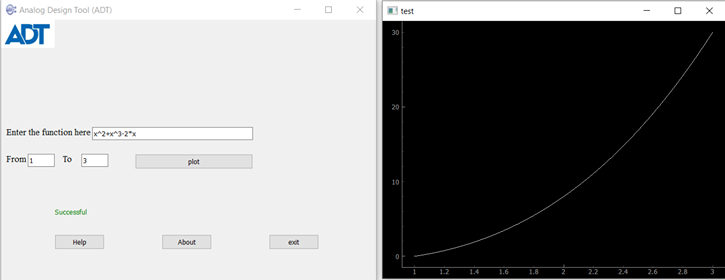 Analog Design Tool (ADT)
ADT
Enter the function here x^2+x^3-2*x
From 1 To 3 plot
Successful
Help About exit
test
30
20
10
0
1 1.2 1.4 1.6 1.8 2 2.2 2.4 2.6 2.8 3